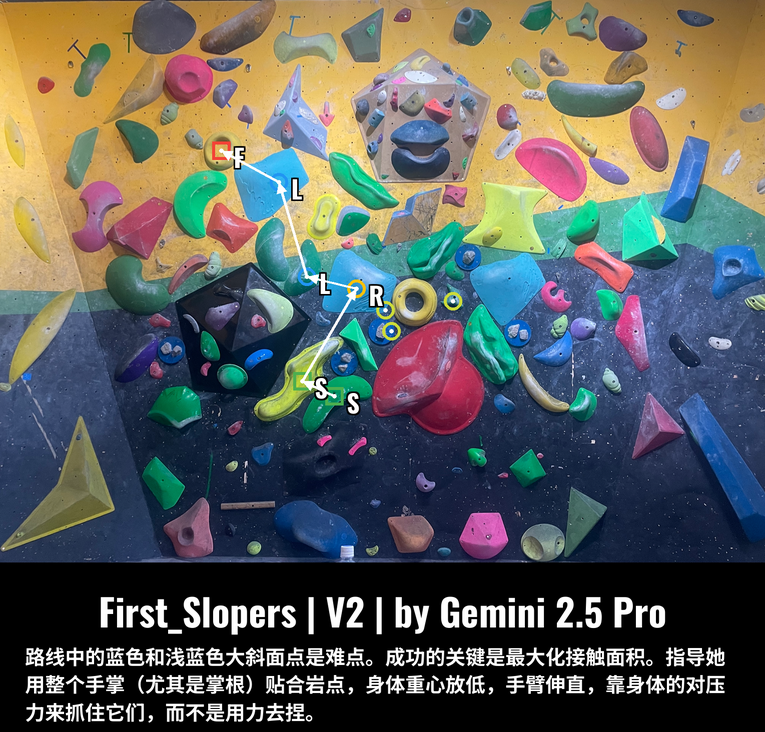 F
L
L
R
S
S
First_Slopers | V2 | by Gemini 2.5 Pro
路线中的蓝色和浅蓝色大斜面点是难点。成功的关键是最大化接触面积。指导她
用整个手掌（尤其是掌根）贴合岩点，身体重心放低，手臂伸直，靠身体的对压
力来抓住它们，而不是用力去捏。